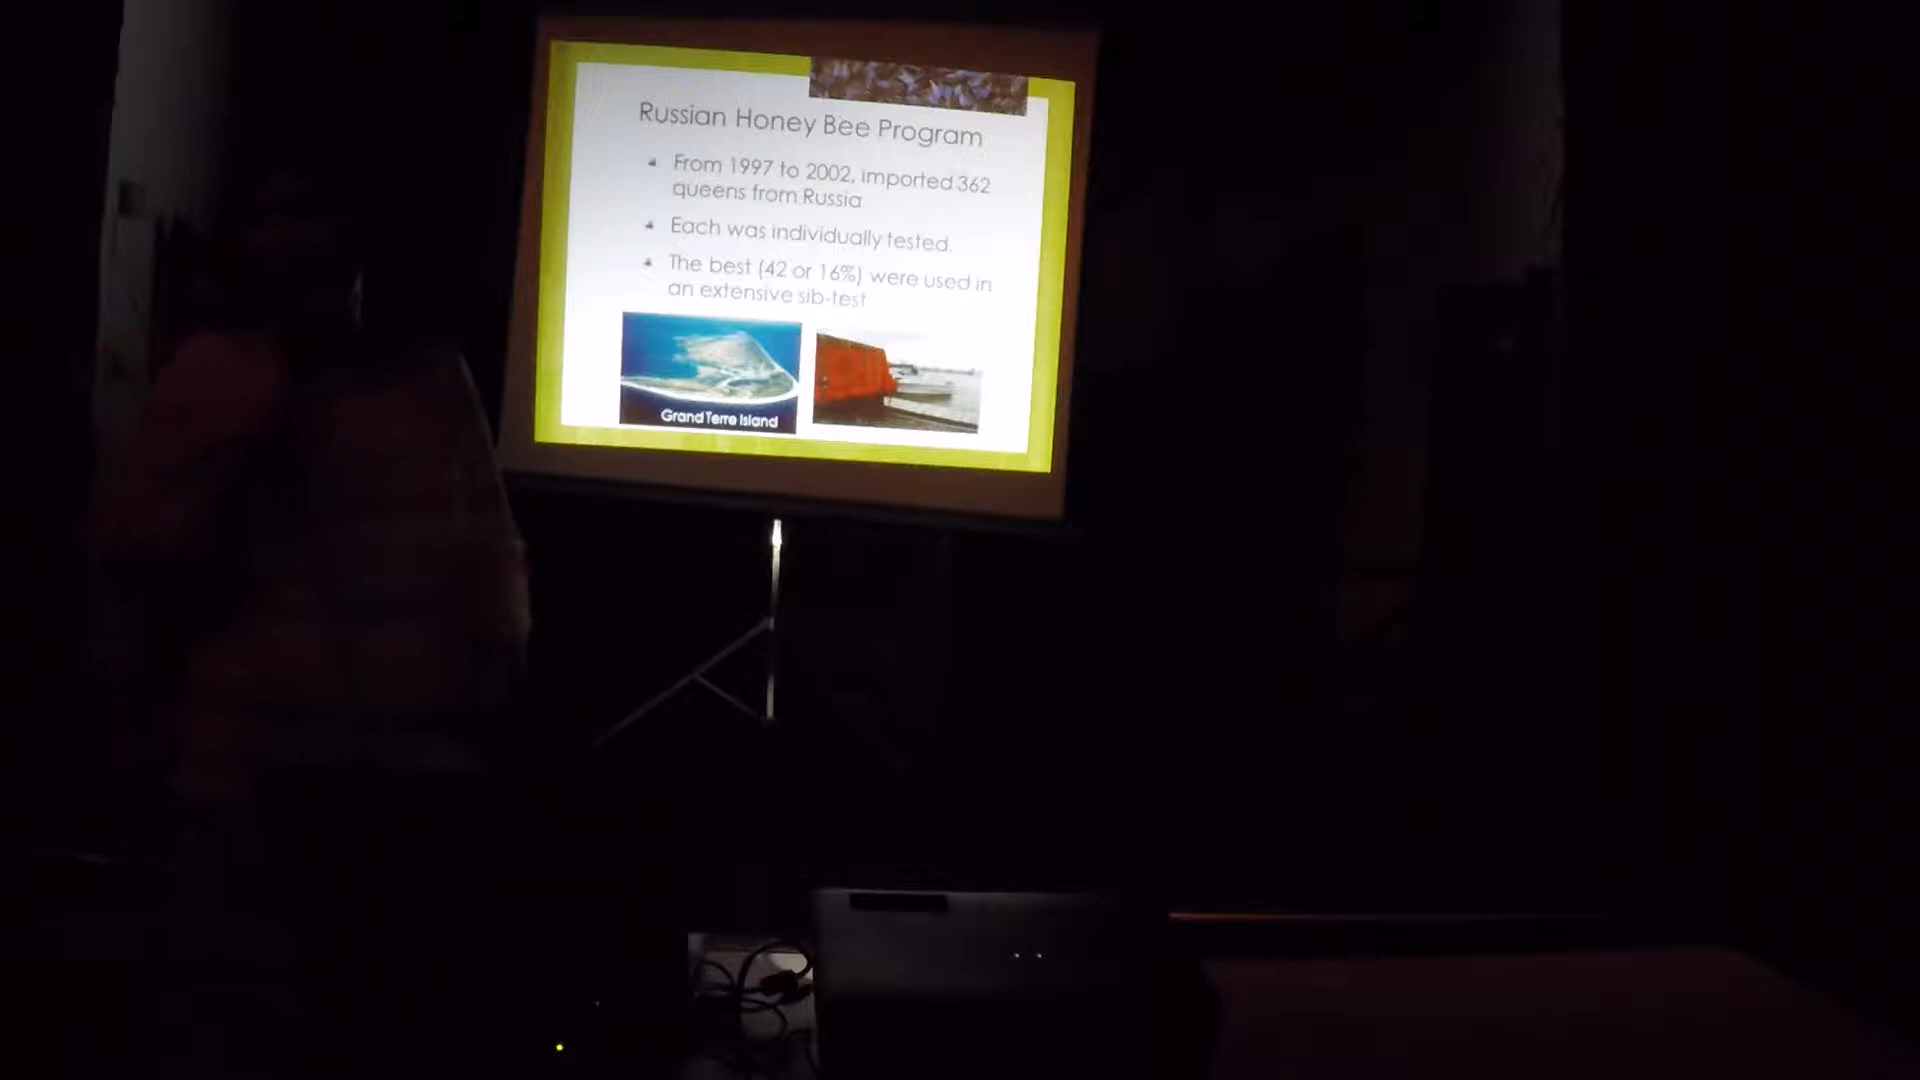 Russian Honey Bee Program
From 1997 to 2002, imported 362
queens from Russia
Each was individually tested.
The best (42 or 16%) were used in
an extensive sib-test
Grand Terre Island